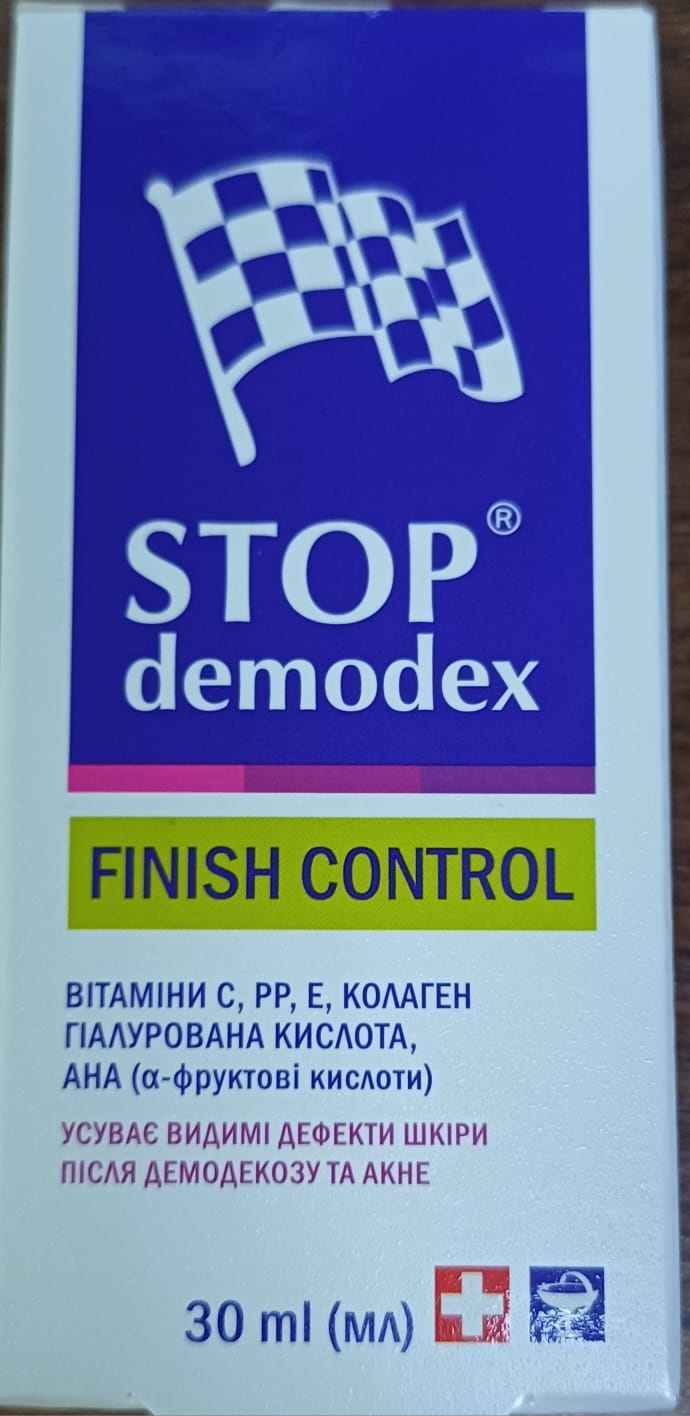 STOP®
demodex
FINISH CONTROL
ВІТАМІНИ С, РР, Е, КОЛАГЕН
ГІАЛУРОВАНА КИСЛОТА,
АНА (α-фруктові кислоти)
УСУВАЄ ВИДИМІ ДЕФЕКТИ ШКІРИ
ПІСЛЯ ДЕМОДЕКОЗУ ТА АКНЕ
30 ml (мл)